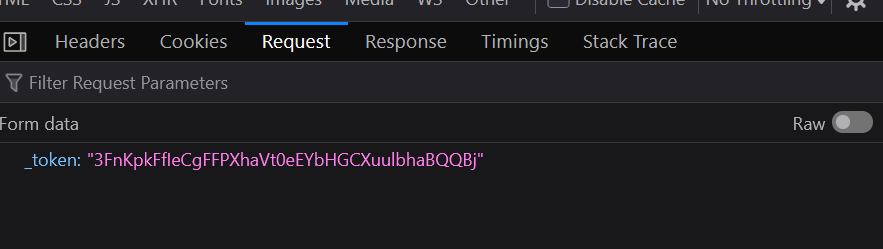 HTML CSS JS XHR Fonts Images Media WS Other Disable Cache No Throttling
Headers Cookies Request Response Timings Stack Trace
Filter Request Parameters
Form data Raw
_token: "3FnKpkFfIeCgFFPXhaVt0eEYbHGCXuulbhaBQQBj"